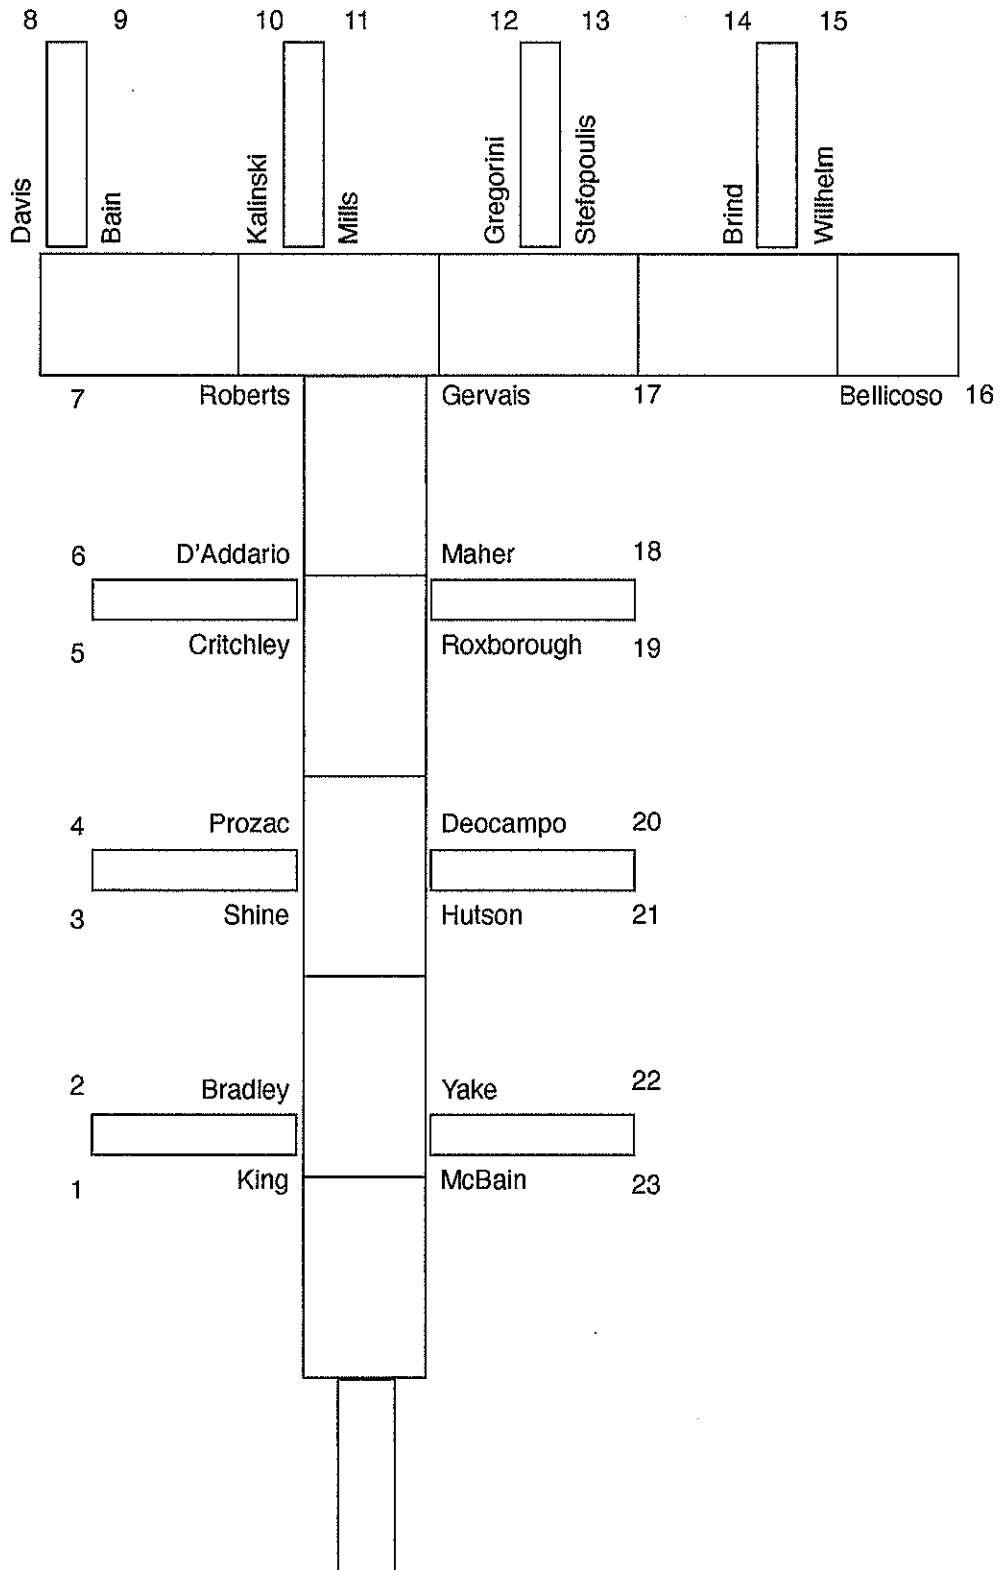 8 9 10 11 12 13 14 15
Davis
Bain
Kalinski
Mills
Gregorini
Stefopoulis
Brind
Willhelm
7 Roberts Gervais 17 Bellicoso 16
6 D'Addario Maher 18
5 Critchley Roxborough 19
4 Prozac Deocampo 20
3 Shine Hutson 21
2 Bradley Yake 22
1 King McBain 23